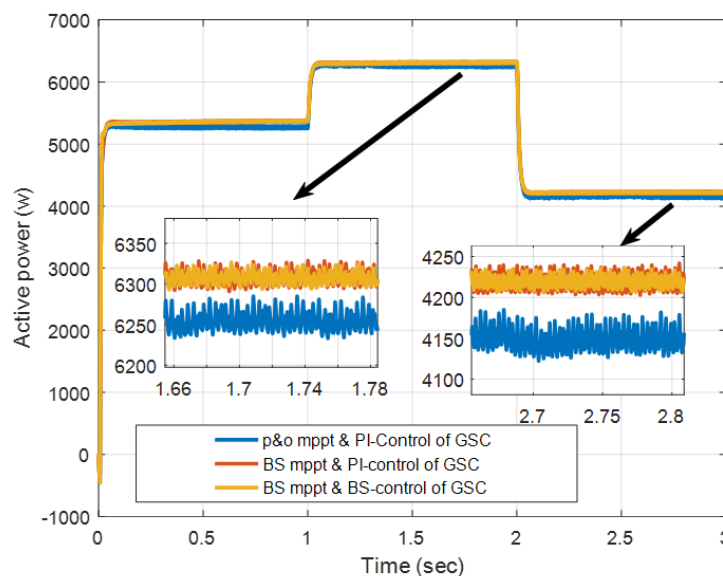 7000
6000
5000
4000
3000
2000
1000
0
-1000
Active power (w)
6350
6300
6250
6200
1.66 1.7 1.74 1.78
4250
4200
4150
4100
2.7 2.75 2.8
p&o mppt & PI-Control of GSC
BS mppt & PI-control of GSC
BS mppt & BS-control of GSC
0 0.5 1 1.5 2 2.5 3
Time (sec)